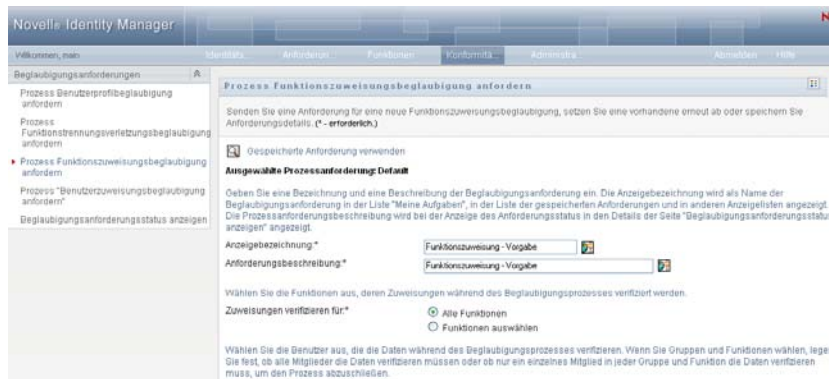 Novell® Identity Manager
N
Willkommen, main
Identitäts...
Anforderun...
Funktionen
Konformitä...
Administra...
Abmelden
Hilfe
Beglaubigungsanforderungen
Prozess Benutzerprofilbeglaubigung
anfordern
Prozess
Funktionstrennungsverletzungsbeglaubigung
anfordern
Prozess Funktionszuweisungsbeglaubigung
anfordern
Prozess "Benutzerzuweisungsbeglaubigung
anfordern"
Beglaubigungsanforderungsstatus anzeigen
Prozess Funktionszuweisungsbeglaubigung anfordern
Senden Sie eine Anforderung für eine neue Funktionszuweisungsbeglaubigung, setzen Sie eine vorhandene erneut ab oder speichern Sie
Anforderungsdetails. (* - erforderlich.)
Gespeicherte Anforderung verwenden
Ausgewählte Prozessanforderung: Default
Geben Sie eine Bezeichnung und eine Beschreibung der Beglaubigungsanforderung ein. Die Anzeigebezeichnung wird als Name der
Beglaubigungsanforderung in der Liste "Meine Aufgaben", in der Liste der gespeicherten Anforderungen und in anderen Anzeigelisten angezeigt.
Die Prozessanforderungsbeschreibung wird bei der Anzeige des Anforderungsstatus in den Details der Seite "Beglaubigungsanforderungsstatu
anzeigen" angezeigt.
Anzeigebezeichnung:*
Funktionszuweisung - Vorgabe
Anforderungsbeschreibung:*
Funktionszuweisung - Vorgabe
Wählen Sie die Funktionen aus, deren Zuweisungen während des Beglaubigungsprozesses verifiziert werden.
Zuweisungen verifizieren für:*
Alle Funktionen
Funktionen auswählen
Wählen Sie die Benutzer aus, die die Daten während des Beglaubigungsprozesses verifizieren. Wenn Sie Gruppen und Funktionen wählen, lege
Sie fest, ob alle Mitglieder die Daten verifizieren müssen oder ob nur ein einzelnes Mitglied in jeder Gruppe und Funktion die Daten verifizieren
muss, um den Prozess abzuschließen.